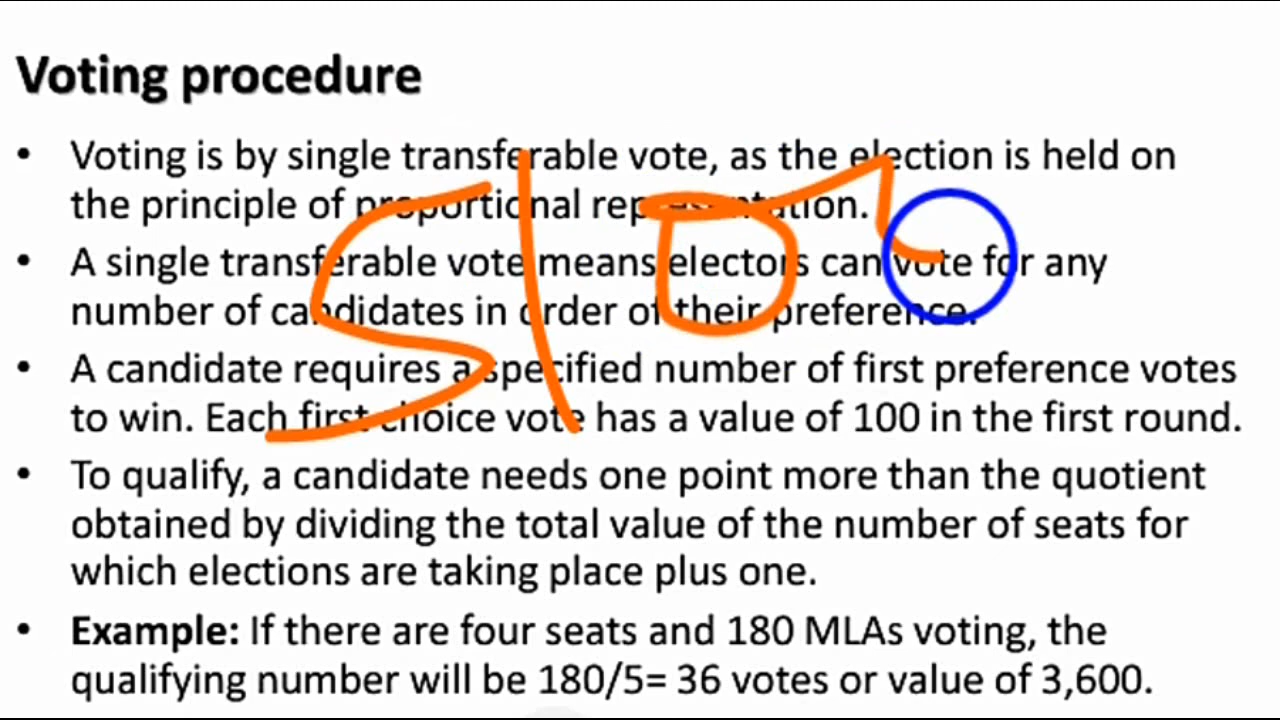 Voting procedure
• Voting is by single transferable vote, as the election is held on
the principle of proportional representation.
• A single transferable vote means electors can vote for any
number of candidates in order of their preference.
• A candidate requires a specified number of first preference votes
to win. Each first choice vote has a value of 100 in the first round.
• To qualify, a candidate needs one point more than the quotient
obtained by dividing the total value of the number of seats for
which elections are taking place plus one.
• Example: If there are four seats and 180 MLAs voting, the
qualifying number will be 180/5= 36 votes or value of 3,600.